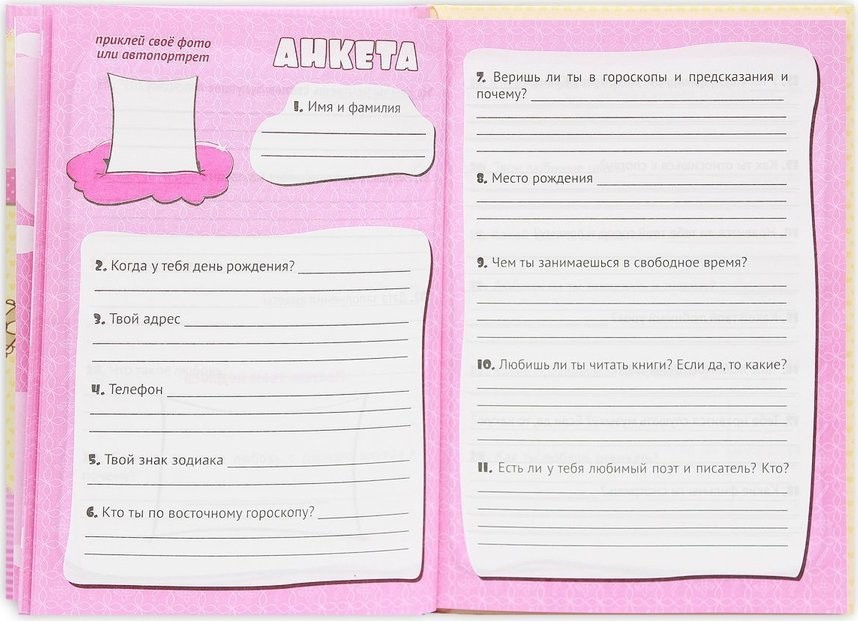 приклей своё фото
или автопортрет
АНКЕТА
1. Имя и фамилия
2. Когда у тебя день рождения?
3. Твой адрес
4. Телефон
5. Твой знак зодиака
6. Кто ты по восточному гороскопу?
7. Веришь ли ты в гороскопы и предсказания и
почему?
8. Место рождения
9. Чем ты занимаешься в свободное время?
10. Любишь ли ты читать книги? Если да, то какие?
11. Есть ли у тебя любимый поэт и писатель? Кто?